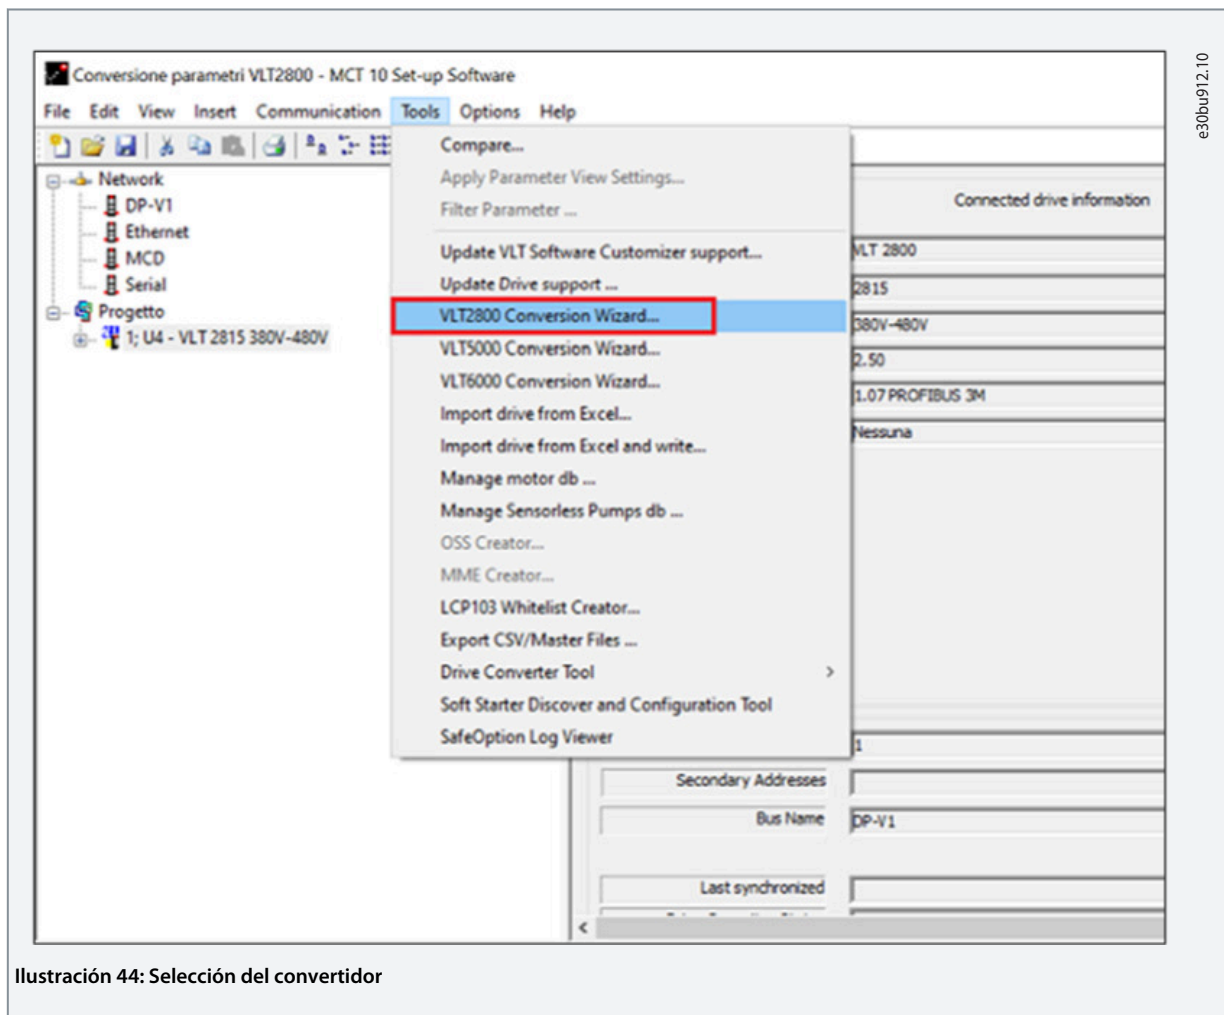 e30bu912.10
Conversione parametri VLT2800 - MCT 10 Set-up Software
File Edit View Insert Communication Tools Options Help
Network
DP-V1
Ethernet
MCD
Serial
Progetto
1; U4 - VLT 2815 380V-480V
Compare...
Apply Parameter View Settings...
Filter Parameter ...
Update VLT Software Customizer support...
Update Drive support ...
VLT2800 Conversion Wizard...
VLT5000 Conversion Wizard...
VLT6000 Conversion Wizard...
Import drive from Excel...
Import drive from Excel and write...
Manage motor db ...
Manage Sensorless Pumps db ...
OSS Creator...
MME Creator...
LCP103 Whitelist Creator...
Export CSV/Master Files ...
Drive Converter Tool >
Soft Starter Discover and Configuration Tool
SafeOption Log Viewer
Connected drive information
VLT 2800
2815
380V-480V
2.50
1.07 PROFIBUS 3M
Nessuna
1
Secondary Addresses
Bus Name DP-V1
Last synchronized
Ilustración 44: Selección del convertidor